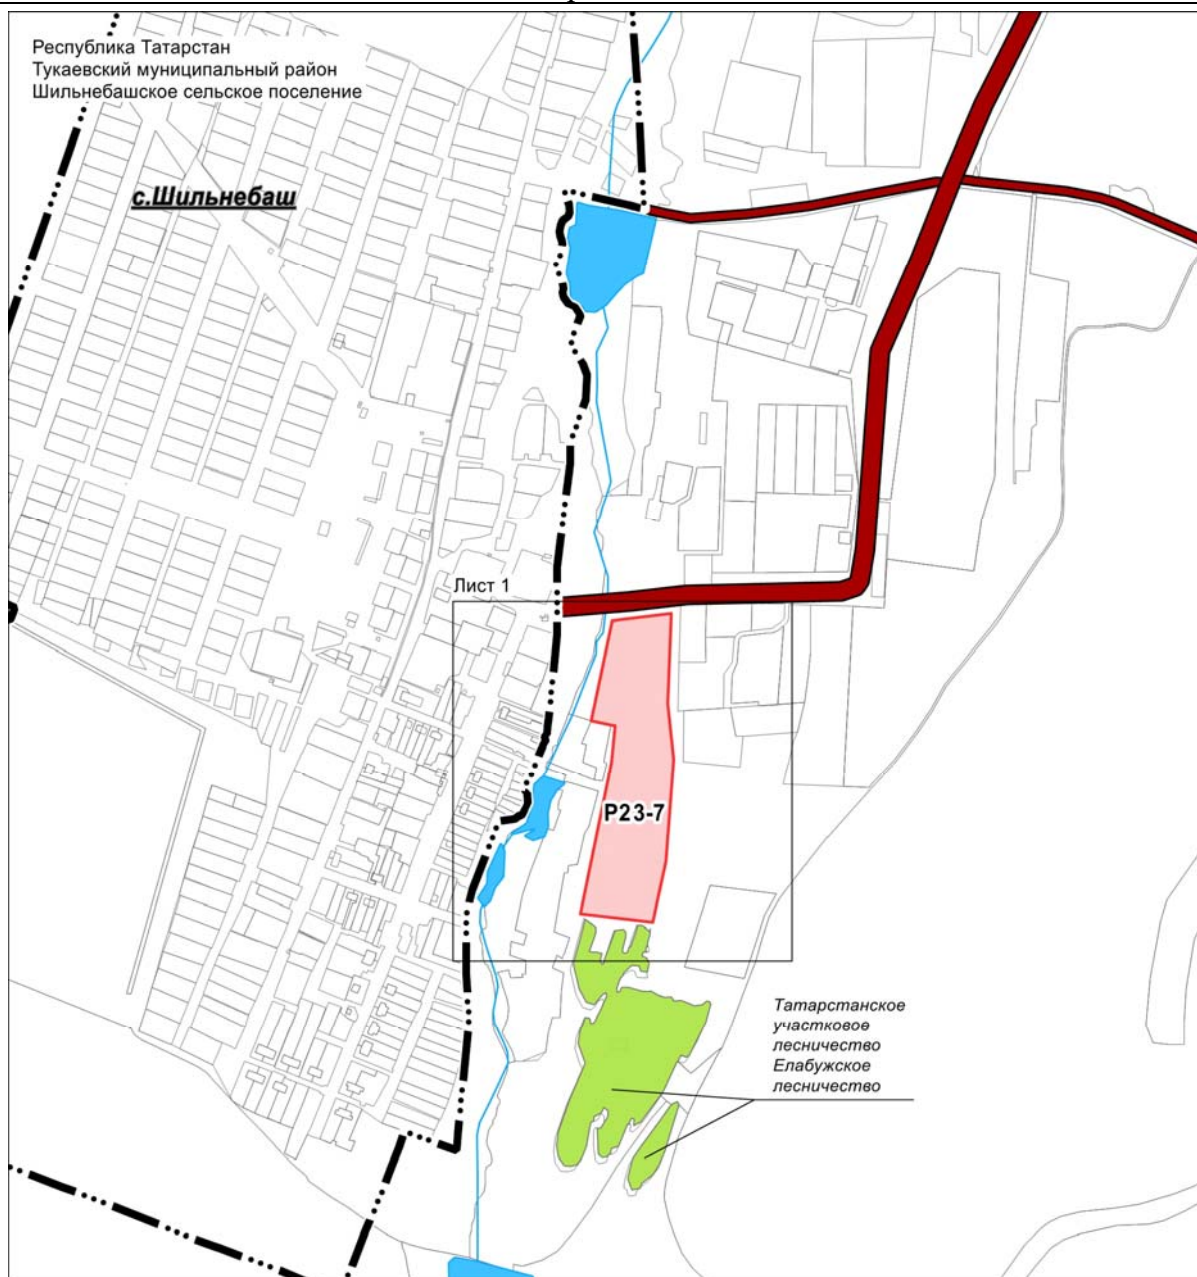 Республика Татарстан
Тукаевский муниципальный район
Шильнебашское сельское поселение
с.Шильнебаш
Лист 1
Р23-7
Татарстанское
участковое
лесничество
Елабужское
лесничество